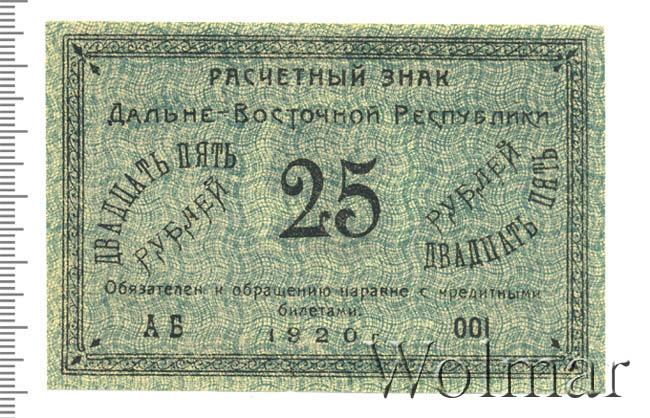 РАСЧЕТНЫЙ ЗНАК
ДАЛЬНЕ-ВОСТОЧНОЙ РЕСПУБЛИКИ
ДВАДЦАТЬ ПЯТЬ
РУБЛЕЙ
25
РУБЛЕЙ
ДВАДЦАТЬ ПЯТЬ
Обязателен к обращению наравне с кредитными
билетами.
АБ
1920 г.
001
Wolmar